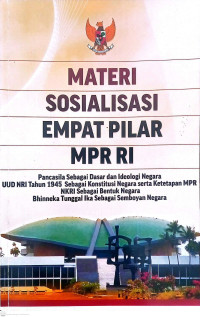 MATERI
SOSIALISASI
EMPAT PILAR
MPR RI
Pancasila Sebagai Dasar dan Ideologi Negara
UUD NRI Tahun 1945 Sebagai Konstitusi Negara serta Ketetapan MPR
NKRI Sebagai Bentuk Negara
Bhinneka Tunggal Ika Sebagai Semboyan Negara